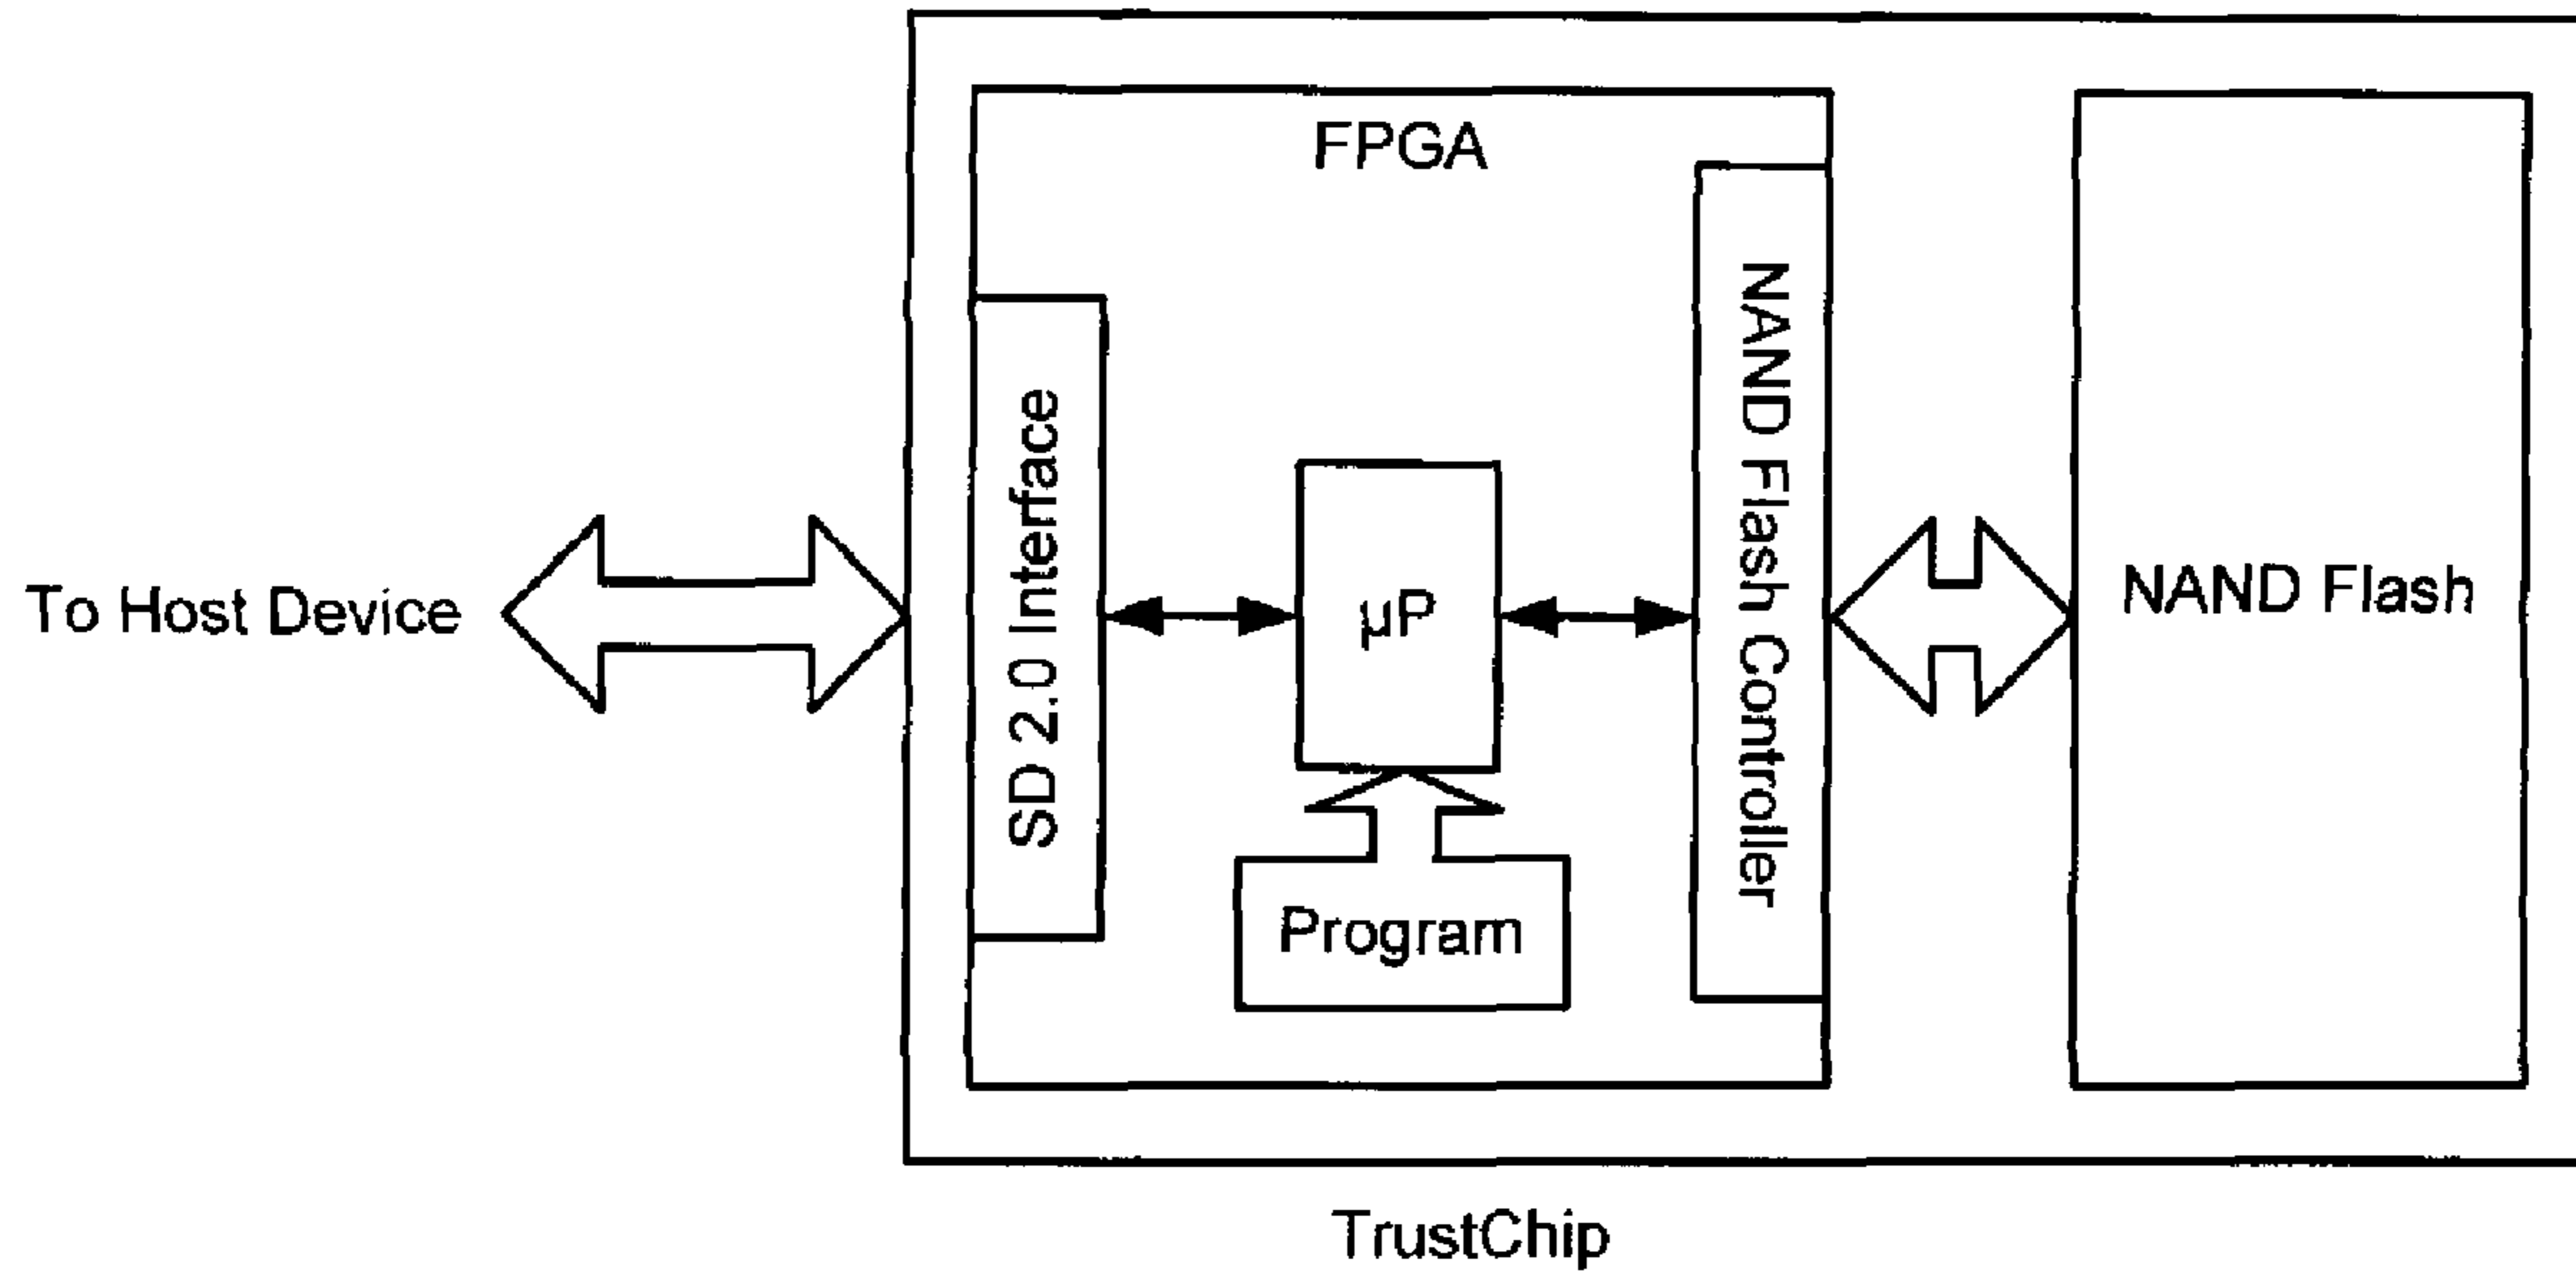 FPGA
To Host Device
SD 2.0 Interface
µP
NAND Flash Controller
NAND Flash
Program
TrustChip